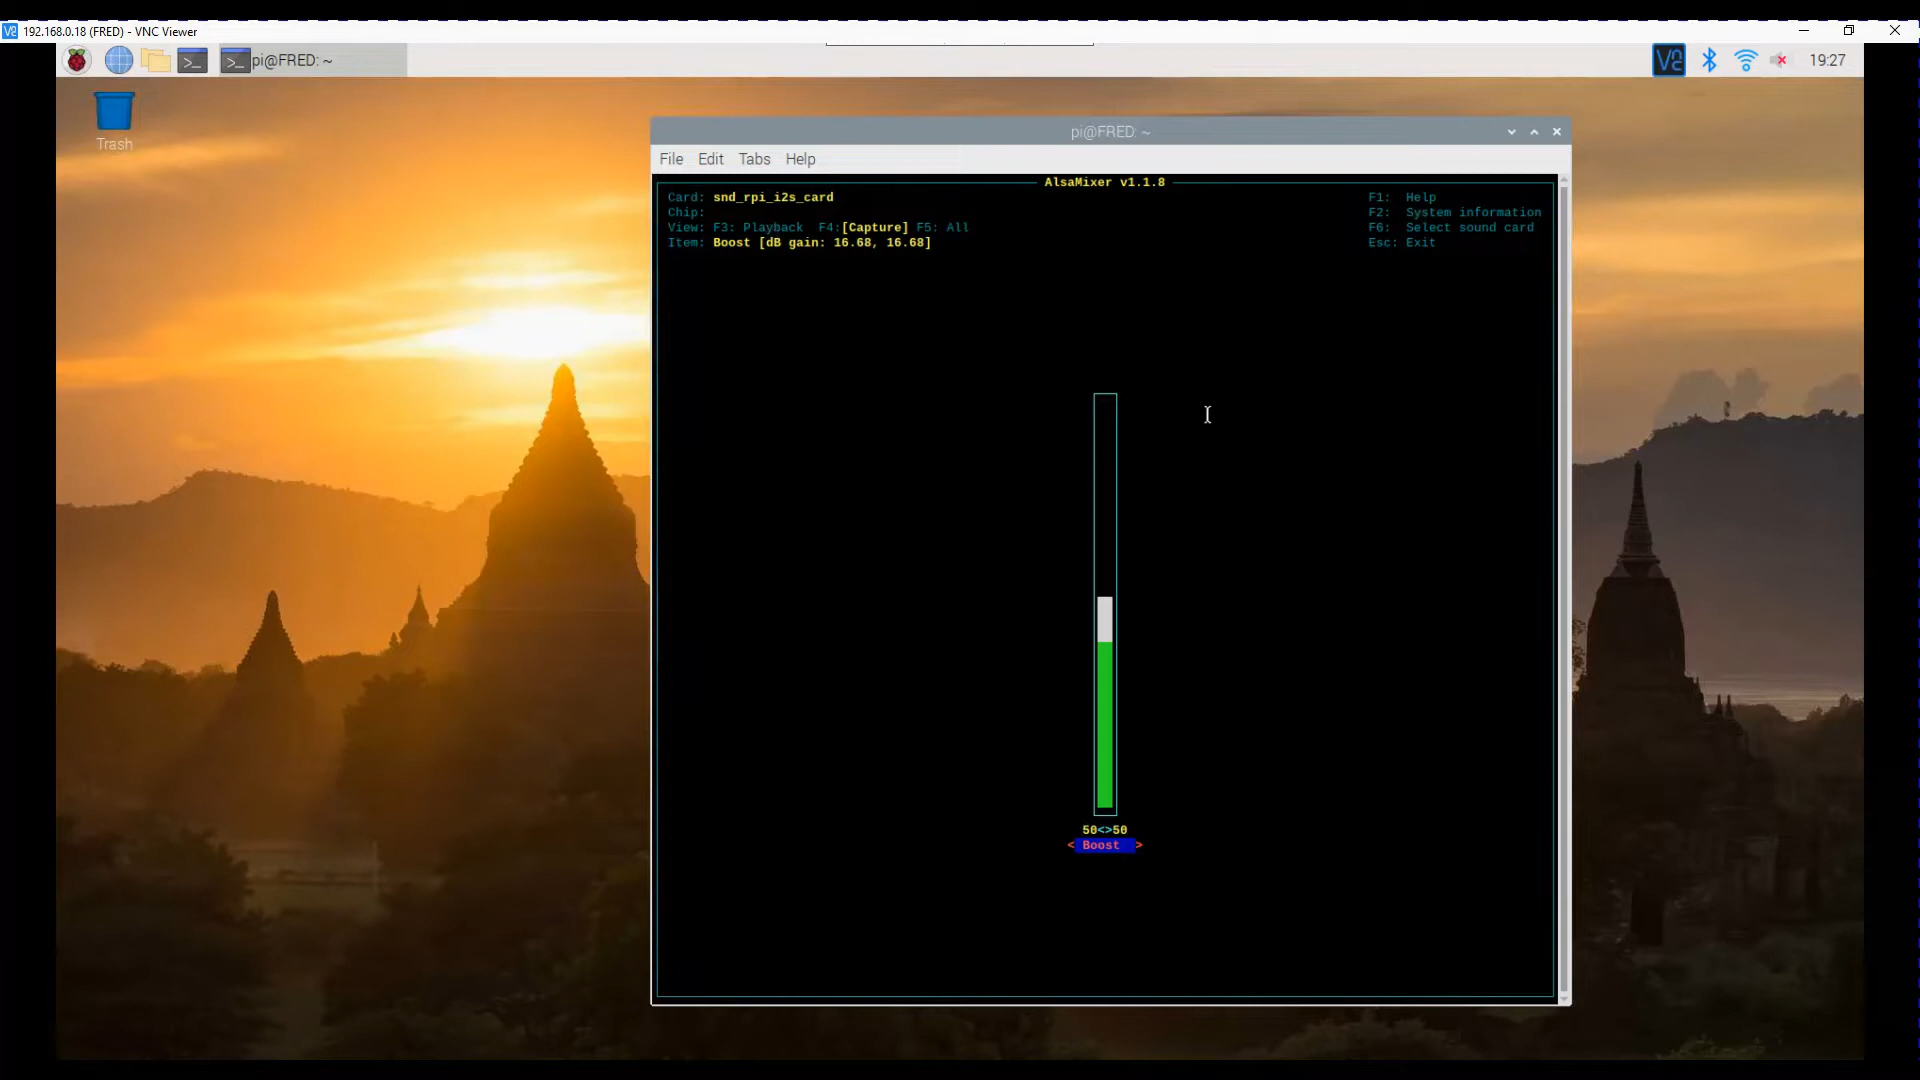 192.168.0.18 (FRED) - VNC Viewer
pi@FRED: ~
19:27
Trash
pi@FRED: ~
File Edit Tabs Help
AlsaMixer v1.1.8
Card: snd_rpi_i2s_card
F1: Help
Chip:
F2: System information
View: F3: Playback F4:[Capture] F5: All
F6: Select sound card
Item: Boost [dB gain: 16.68, 16.68]
Esc: Exit
50<>50
< Boost >